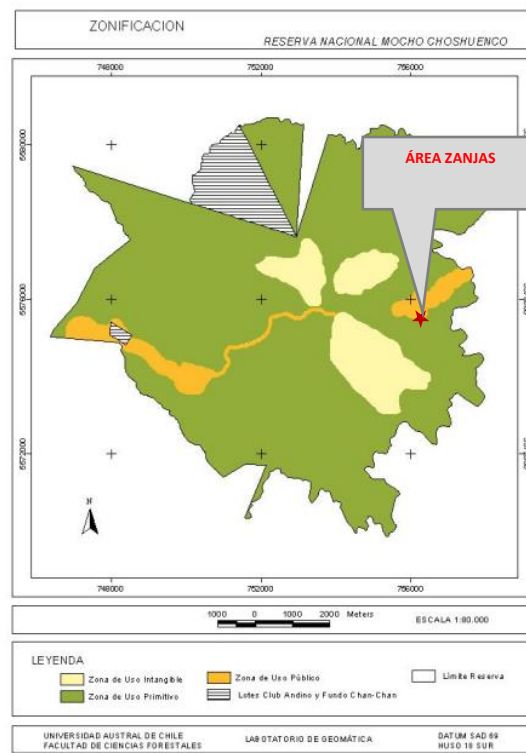 ZONIFICACION
RESERVA NACIONAL MOCHO CHOSHUENCO
748000 752000 756000
5580000
ÁREA ZANJAS
5576000
5572000
N
748000 752000 756000
1000 0 1000 2000 Meters
ESCALA 1:80.000
LEYENDA
Zona de Uso Intangible
Zona de Uso Público
Límite Reserva
Zona de Uso Primitivo
Lotes Club Andino y Fundo Chan-Chan
UNIVERSIDAD AUSTRAL DE CHILE
FACULTAD DE CIENCIAS FORESTALES
LABOTATORIO DE GEOMÁTICA
DATUM SAD 69
HUSO 18 SUR